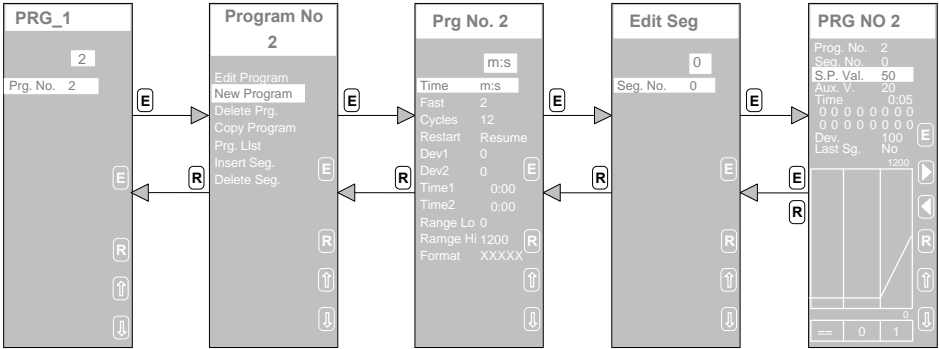 PRG_1
2
Prg. No. 2
E
R
E
R
Program No
2
Edit Program
New Program
Delete Prg.
Copy Program
Prg. LIst
Insert Seg.
Delete Seg.
E
R
E
R
Prg No. 2
m:s
Time m:s
Fast 2
Cycles 12
Restart Resume
Dev1 0
Dev2 0
Time1 0:00
Time2 0:00
Range Lo 0
Ramge Hi 1200
Format XXXXX
E
R
E
R
Edit Seg
0
Seg. No. 0
E
R
E
E
R
PRG NO 2
Prog. No. 2
Seg. No. 0
S.P. Val. 50
Aux. V. 20
Time 0:05
0 0 0 0 0 0 0 0
0 0 0 0 0 0 0 0
Dev. 100
Last Sg. No
1200
E
R
0
== 0 1